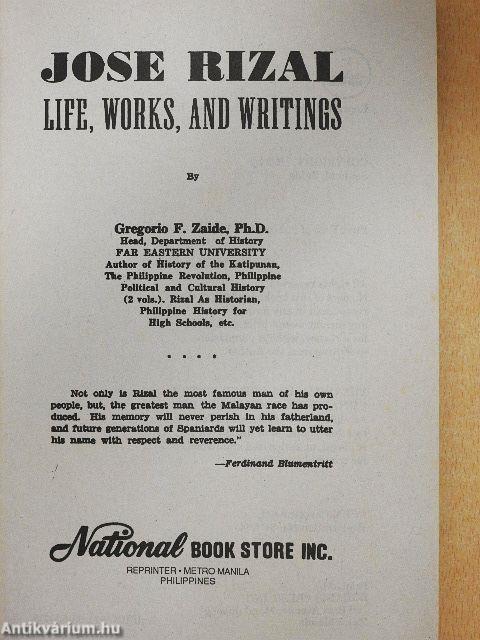 JOSE RIZAL
LIFE, WORKS, AND WRITINGS
By
Gregorio F. Zaide, Ph.D.
Head, Department of History
FAR EASTERN UNIVERSITY
Author of History of the Katipunan,
The Philippine Revolution, Philippine
Political and Cultural History
(2 vols.). Rizal As Historian,
Philippine History for
High Schools, etc.
. . . .
Not only is Rizal the most famous man of his own
people, but, the greatest man the Malayan race has pro-
duced. His memory will never perish in his fatherland,
and future generations of Spaniards will yet learn to utter
his name with respect and reverence."
—Ferdinand Blumentritt
National BOOK STORE INC.
REPRINTER • METRO MANILA
PHILIPPINES
Antikvárium.hu